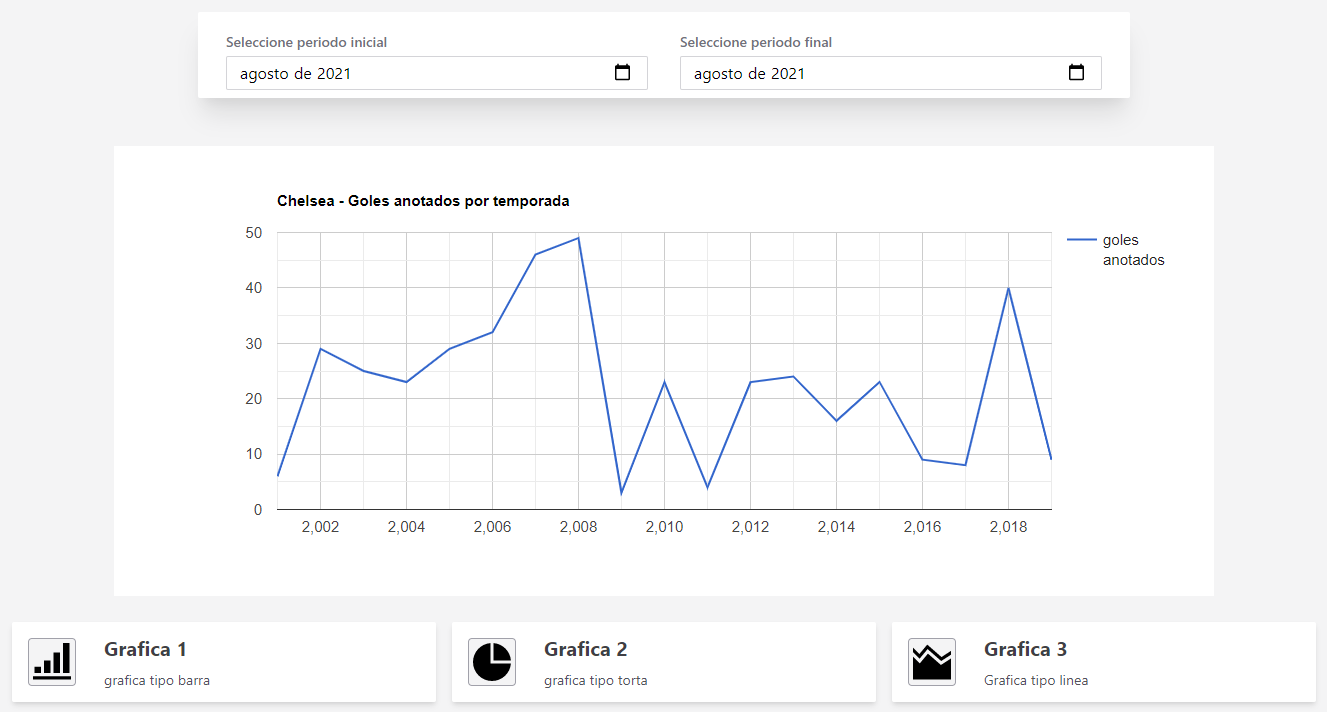 Seleccione periodo inicial
agosto de 2021
Seleccione periodo final
agosto de 2021
Chelsea - Goles anotados por temporada
50
40
30
20
10
0
goles
anotados
2,002 2,004 2,006 2,008 2,010 2,012 2,014 2,016 2,018
Grafica 1
grafica tipo barra
Grafica 2
grafica tipo torta
Grafica 3
Grafica tipo linea